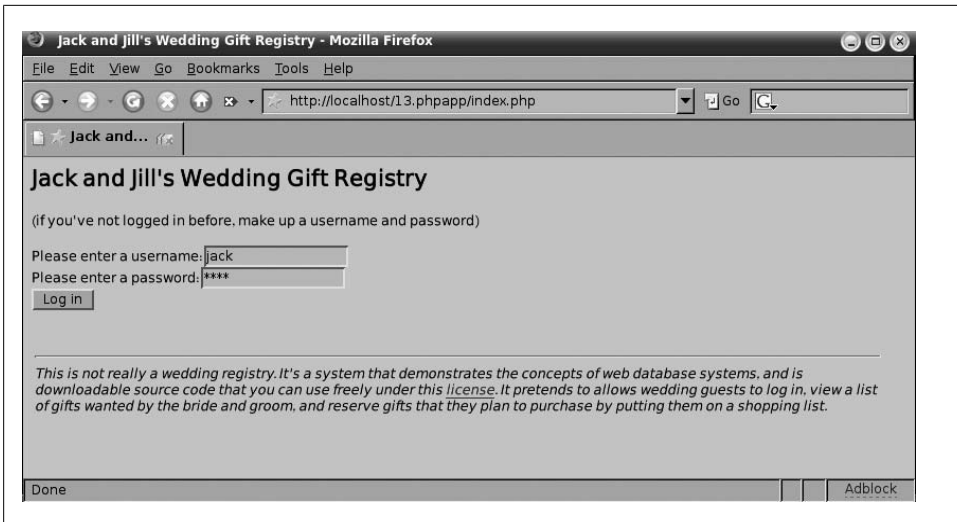 Jack and Jill's Wedding Gift Registry - Mozilla Firefox
File Edit View Go Bookmarks Tools Help
http://localhost/13.phpapp/index.php Go G
Jack and...
Jack and Jill's Wedding Gift Registry
(if you've not logged in before, make up a username and password)
Please enter a username: jack
Please enter a password: ****
Log in
This is not really a wedding registry. It's a system that demonstrates the concepts of web database systems, and is
downloadable source code that you can use freely under this license. It pretends to allows wedding guests to log in, view a list
of gifts wanted by the bride and groom, and reserve gifts that they plan to purchase by putting them on a shopping list.
Done Adblock